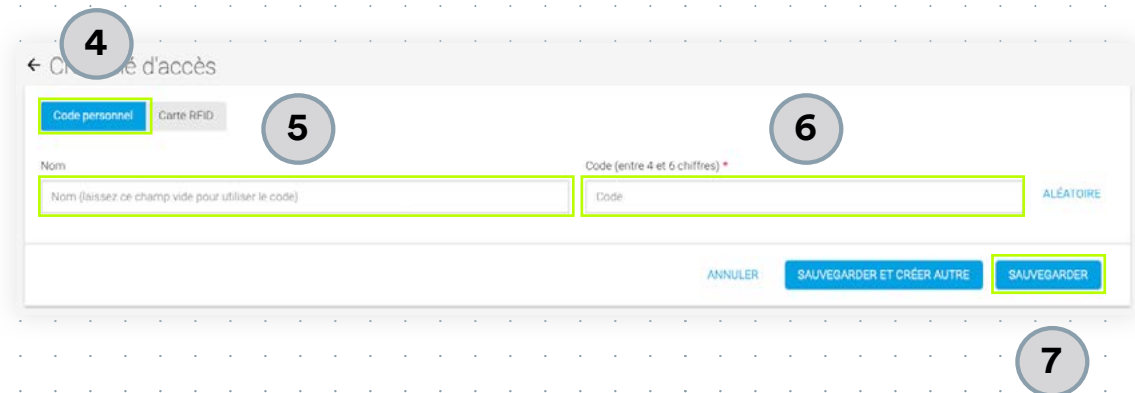 4
← C é d'accès
Code personnel Carte RFID
5
6
Nom
Code (entre 4 et 6 chiffres) *
Nom (laissez ce champ vide pour utiliser le code)
Code
ALÉATOIRE
ANNULER SAUVEGARDER ET CRÉER AUTRE SAUVEGARDER
7